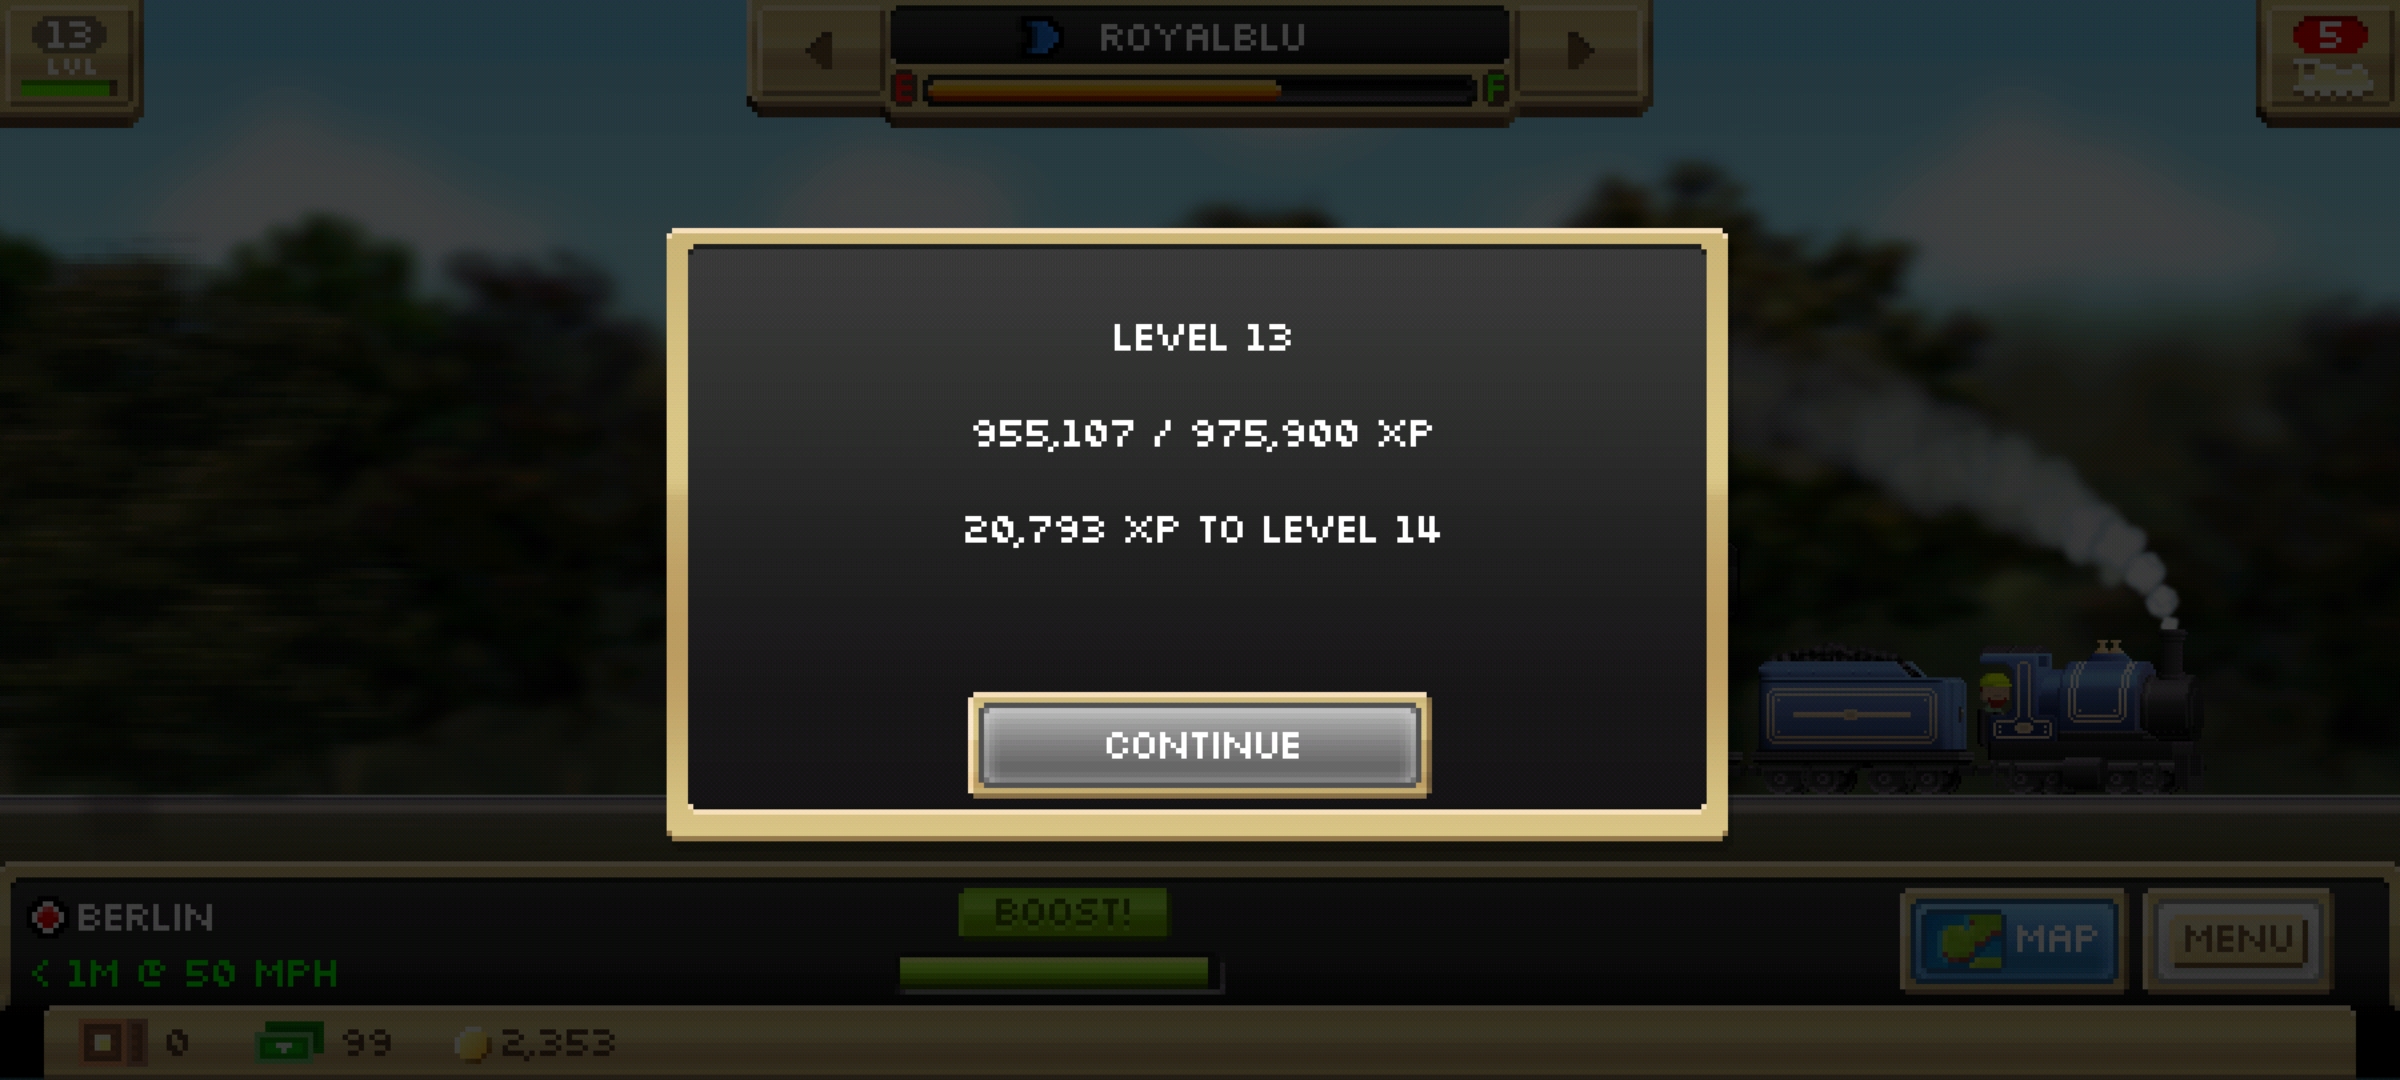 13
LVL
ROYALBLU
E
F
5
LEVEL 13
955,107 / 975,900 XP
20,793 XP TO LEVEL 14
CONTINUE
BERLIN
< 1M @ 50 MPH
BOOST!
MAP
MENU
0
99
2,353